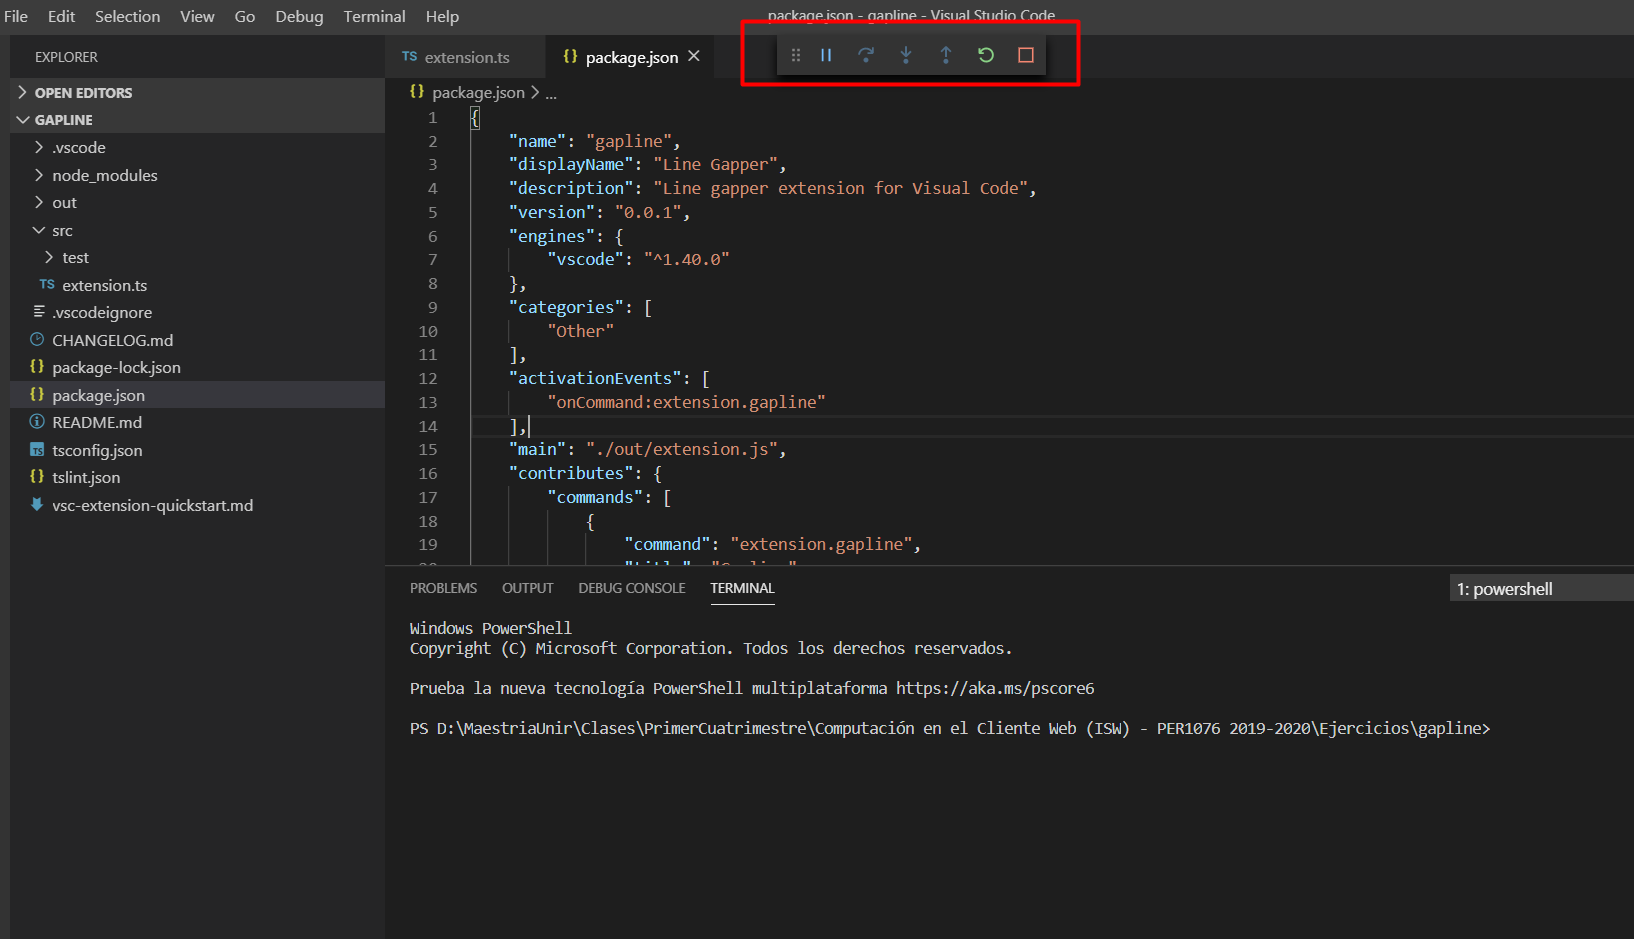 File Edit Selection View Go Debug Terminal Help
package.json - gapline - Visual Studio Code
EXPLORER
OPEN EDITORS
GAPLINE
.vscode
node_modules
out
src
test
TS extension.ts
.vscodeignore
CHANGELOG.md
{} package-lock.json
{} package.json
README.md
TS tsconfig.json
{} tslint.json
vsc-extension-quickstart.md
TS extension.ts
{} package.json
{} package.json > ...
1 {
2 "name": "gapline",
3 "displayName": "Line Gapper",
4 "description": "Line gapper extension for Visual Code",
5 "version": "0.0.1",
6 "engines": {
7 "vscode": "^1.40.0"
8 },
9 "categories": [
10 "Other"
11 ],
12 "activationEvents": [
13 "onCommand:extension.gapline"
14 ],
15 "main": "./out/extension.js",
16 "contributes": {
17 "commands": [
18 {
19 "command": "extension.gapline",
PROBLEMS OUTPUT DEBUG CONSOLE TERMINAL
1: powershell
Windows PowerShell
Copyright (C) Microsoft Corporation. Todos los derechos reservados.
Prueba la nueva tecnología PowerShell multiplataforma https://aka.ms/pscore6
PS D:\MaestriaUnir\Clases\PrimerCuatrimestre\Computación en el Cliente Web (ISW) - PER1076 2019-2020\Ejercicios\gapline>